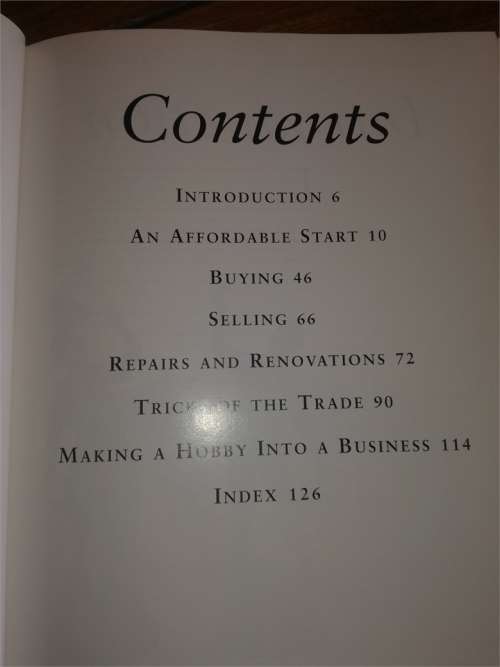 Contents
INTRODUCTION 6
AN AFFORDABLE START 10
BUYING 46
SELLING 66
REPAIRS AND RENOVATIONS 72
TRICKS OF THE TRADE 90
MAKING A HOBBY INTO A BUSINESS 114
INDEX 126